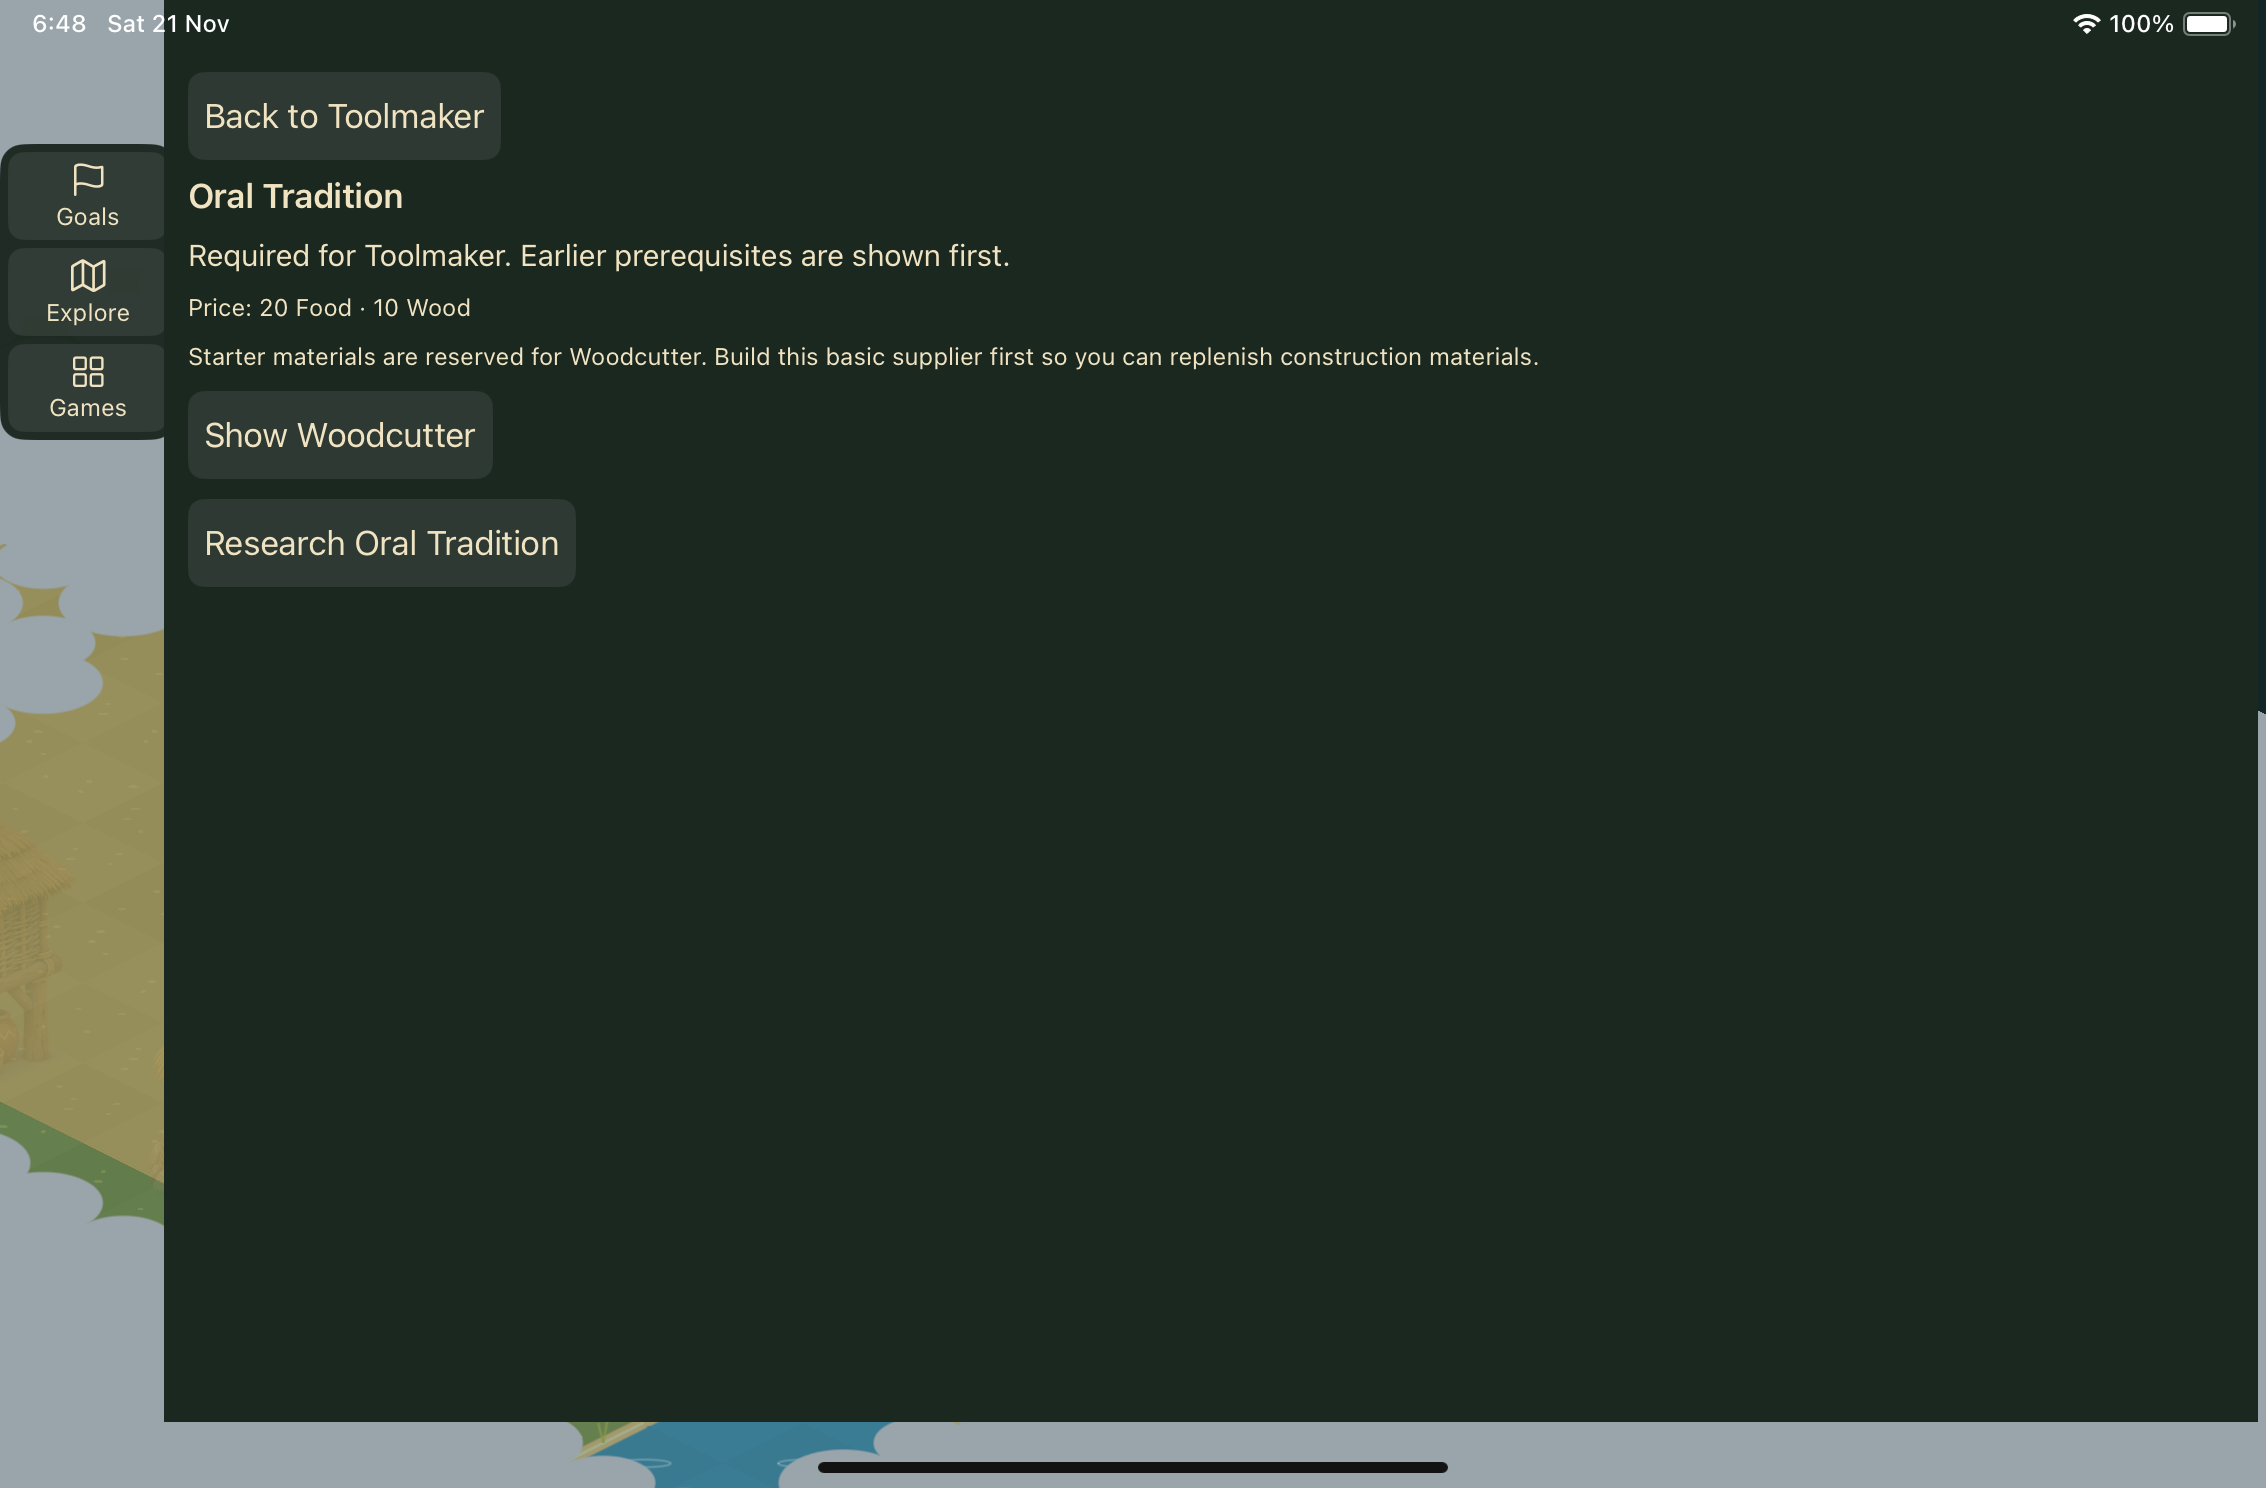 6:48 Sat 21 Nov
100%
Back to Toolmaker
Oral Tradition
Goals
Required for Toolmaker. Earlier prerequisites are shown first.
Explore
Price: 20 Food · 10 Wood
Starter materials are reserved for Woodcutter. Build this basic supplier first so you can replenish construction materials.
Games
Show Woodcutter
Research Oral Tradition